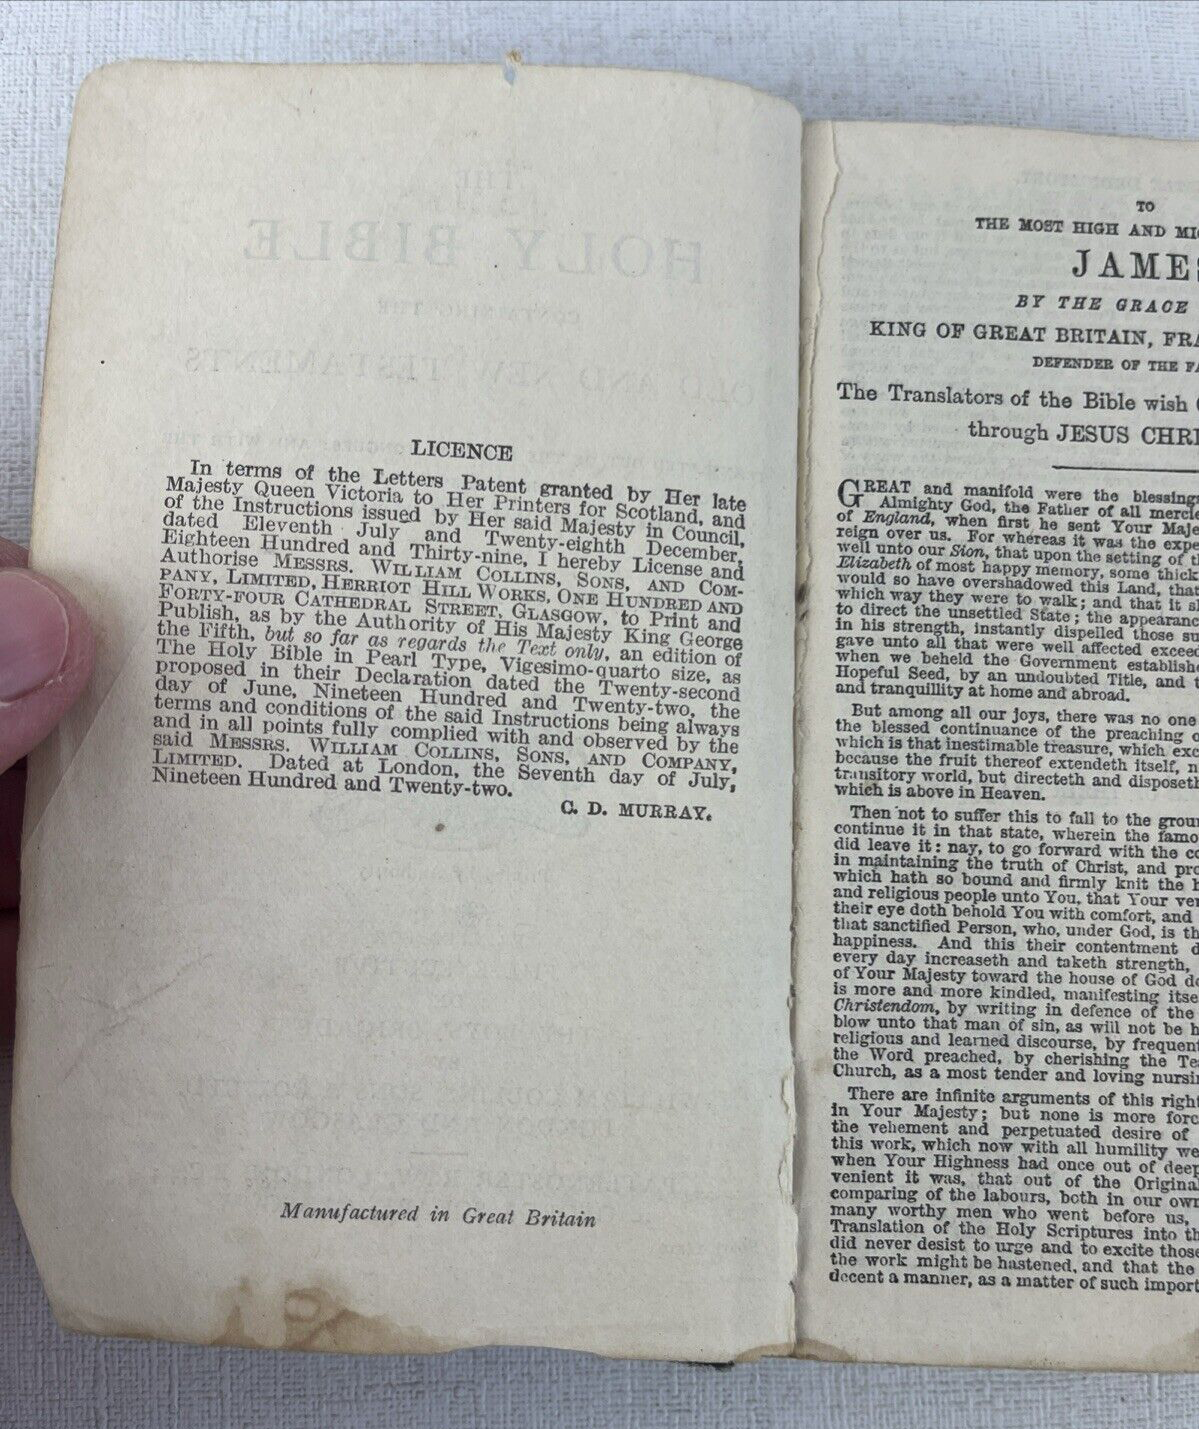 LICENCE
In terms of the Letters Patent granted by Her late
Majesty Queen Victoria to Her Printers for Scotland, and
of the Instructions issued by Her said Majesty in Council,
dated Eleventh July and Twenty-eighth December,
Eighteen Hundred and Thirty-nine, I hereby License and
Authorise MESSRS. WILLIAM COLLINS, SONS, AND COM-
PANY, LIMITED, HERRIOT HILL WORKS, ONE HUNDRED AND
FORTY-FOUR CATHEDRAL STREET, GLASGOW, to Print and
Publish, as by the Authority of His Majesty King George
the Fifth, but so far as regards the Text only, an edition of
The Holy Bible in Pearl Type, Vigesimo-quarto size, as
proposed in their Declaration dated the Twenty-second
day of June, Nineteen Hundred and Twenty-two, the
terms and conditions of the said Instructions being always
and in all points fully complied with and observed by the
said MESSRS. WILLIAM COLLINS, SONS, AND COMPANY,
LIMITED. Dated at London, the Seventh day of July,
Nineteen Hundred and Twenty-two.
C. D. MURRAY.
Manufactured in Great Britain
TO
THE MOST HIGH AND MI
JAMES
BY THE GRACE
KING OF GREAT BRITAIN, FRA
DEFENDER OF THE FA
The Translators of the Bible wish
through JESUS CHRI
GREAT and manifold were the blessings
Almighty God, the Father of all mercie
of England, when first he sent Your Maje
reign over us. For whereas it was the expe
well unto our Sion, that upon the setting of th
Elizabeth of most happy memory, some thick
would so have overshadowed this Land, that
which way they were to walk; and that it s
to direct the unsettled State; the appearanc
in his strength, instantly dispelled those su
gave unto all that were well affected exceed
when we beheld the Government establishe
Hopeful Seed, by an undoubted Title, and t
and tranquillity at home and abroad.
But among all our joys, there was no one
the blessed continuance of the preaching o
which is that inestimable treasure, which exc
because the fruit thereof extendeth itself, n
transitory world, but directeth and disposeth
which is above in Heaven.
Then not to suffer this to fall to the grou
continue it in that state, wherein the famo
did leave it: nay, to go forward with the co
in maintaining the truth of Christ, and pro
which hath so bound and firmly knit the h
and religious people unto You, that Your ver
their eye doth behold You with comfort, and
that sanctified Person, who, under God, is th
happiness. And this their contentment d
every day increaseth and taketh strength,
of Your Majesty toward the house of God do
is more and more kindled, manifesting itse
Christendom, by writing in defence of the
blow unto that man of sin, as will not be h
religious and learned discourse, by frequent
the Word preached, by cherishing the Te
Church, as a most tender and loving nursi
There are infinite arguments of this right
in Your Majesty; but none is more forc
the vehement and perpetuated desire of
this work, which now with all humility we
when Your Highness had once out of deep
venient it was, that out of the Original
comparing of the labours, both in our own
many worthy men who went before us,
Translation of the Holy Scriptures into th
did never desist to urge and to excite those
the work might be hastened, and that the
decent a manner, as a matter of such import